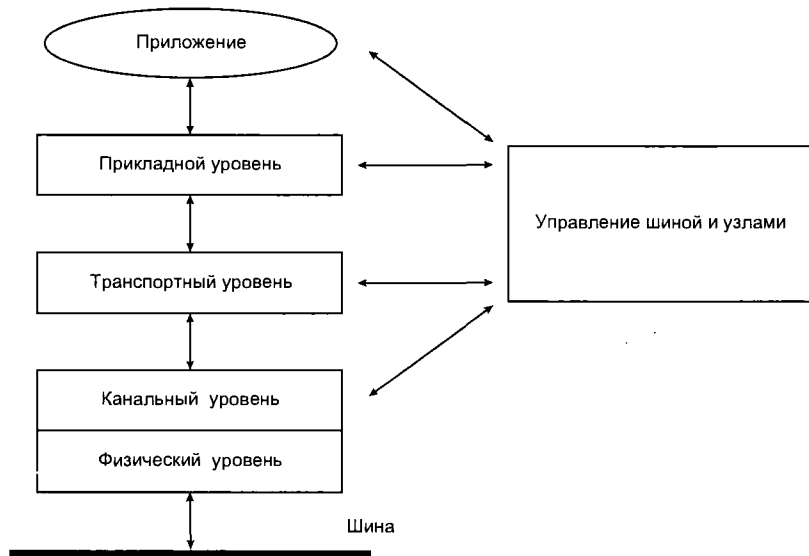 Приложение
Прикладной уровень
Управление шиной и узлами
Транспортный уровень
Канальный уровень
Физический уровень
Шина